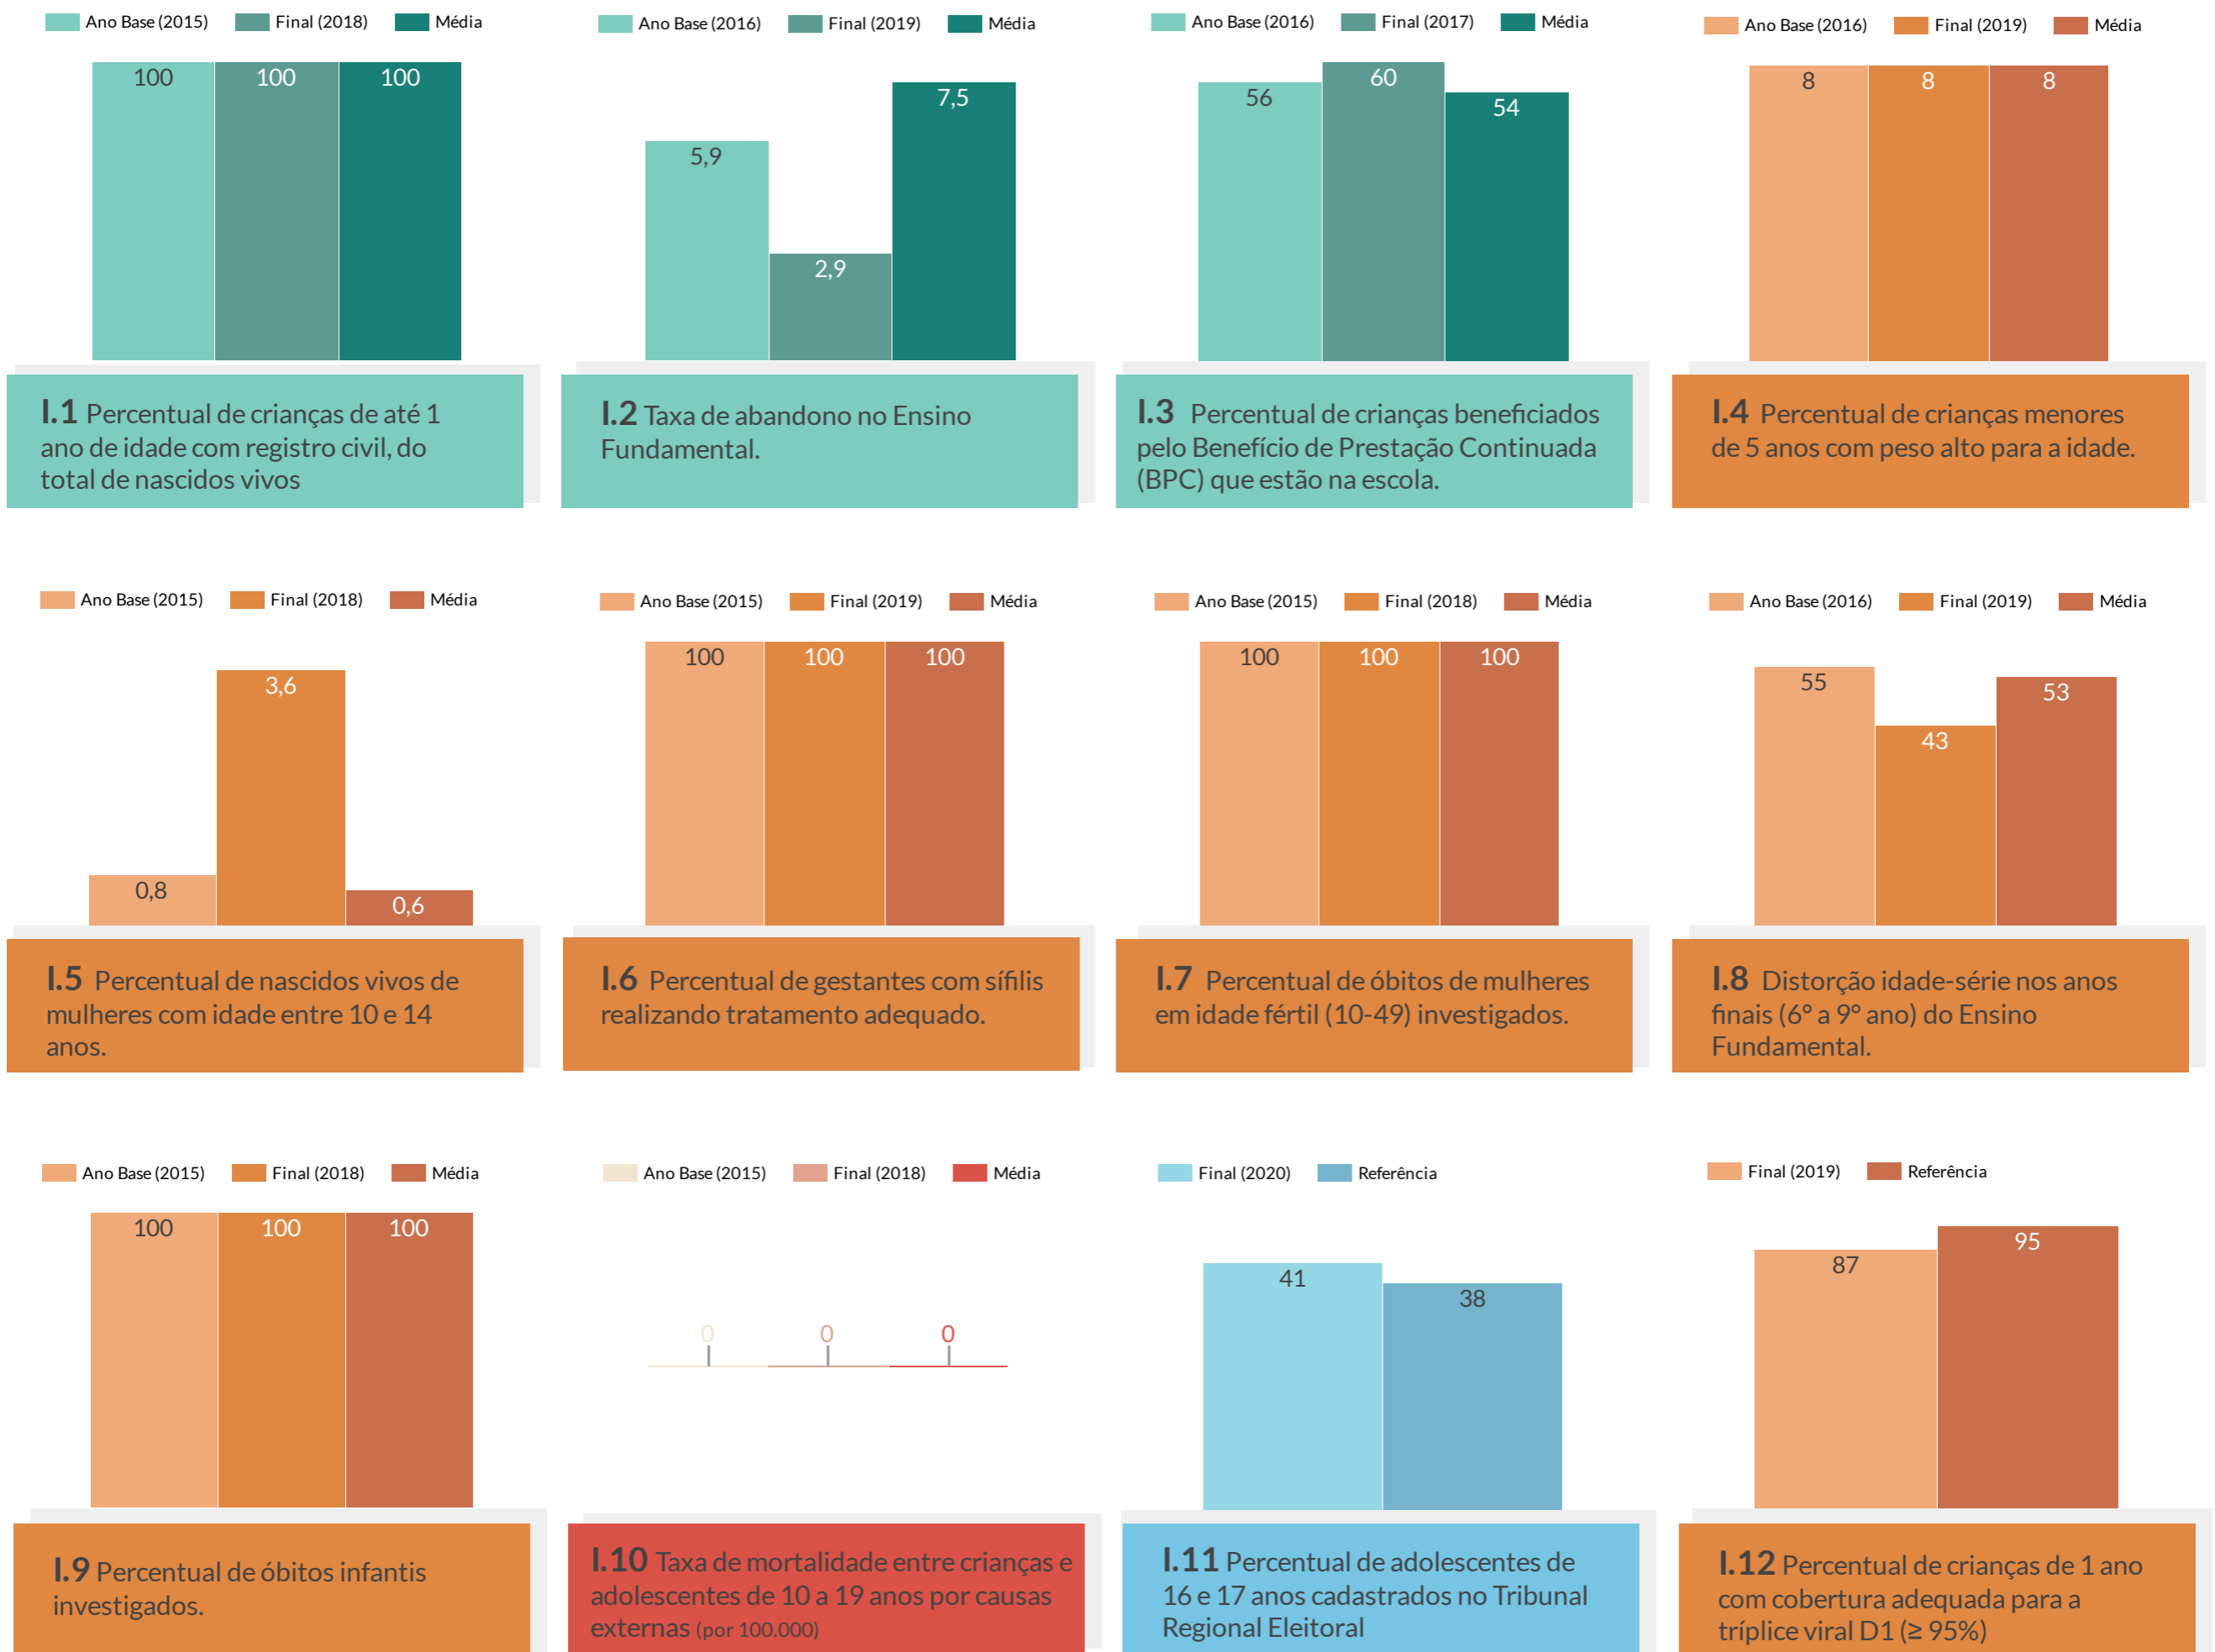 Ano Base (2015) Final (2018) Média
100 100 100
I.1 Percentual de crianças de até 1
ano de idade com registro civil, do
total de nascidos vivos
Ano Base (2016) Final (2019) Média
5,9 2,9 7,5
I.2 Taxa de abandono no Ensino
Fundamental.
Ano Base (2016) Final (2017) Média
56 60 54
I.3 Percentual de crianças beneficiados
pelo Benefício de Prestação Continuada
(BPC) que estão na escola.
Ano Base (2016) Final (2019) Média
8 8 8
I.4 Percentual de crianças menores
de 5 anos com peso alto para a idade.
Ano Base (2015) Final (2018) Média
0,8 3,6 0,6
I.5 Percentual de nascidos vivos de
mulheres com idade entre 10 e 14
anos.
Ano Base (2015) Final (2019) Média
100 100 100
I.6 Percentual de gestantes com sífilis
realizando tratamento adequado.
Ano Base (2015) Final (2018) Média
100 100 100
I.7 Percentual de óbitos de mulheres
em idade fértil (10-49) investigados.
Ano Base (2016) Final (2019) Média
55 43 53
I.8 Distorção idade-série nos anos
finais (6º a 9º ano) do Ensino
Fundamental.
Ano Base (2015) Final (2018) Média
100 100 100
I.9 Percentual de óbitos infantis
investigados.
Ano Base (2015) Final (2018) Média
0 0 0
I.10 Taxa de mortalidade entre crianças e
adolescentes de 10 a 19 anos por causas
externas (por 100.000)
Final (2020) Referência
41 38
I.11 Percentual de adolescentes de
16 e 17 anos cadastrados no Tribunal
Regional Eleitoral
Final (2019) Referência
87 95
I.12 Percentual de crianças de 1 ano
com cobertura adequada para a
tríplice viral D1 (≥ 95%)